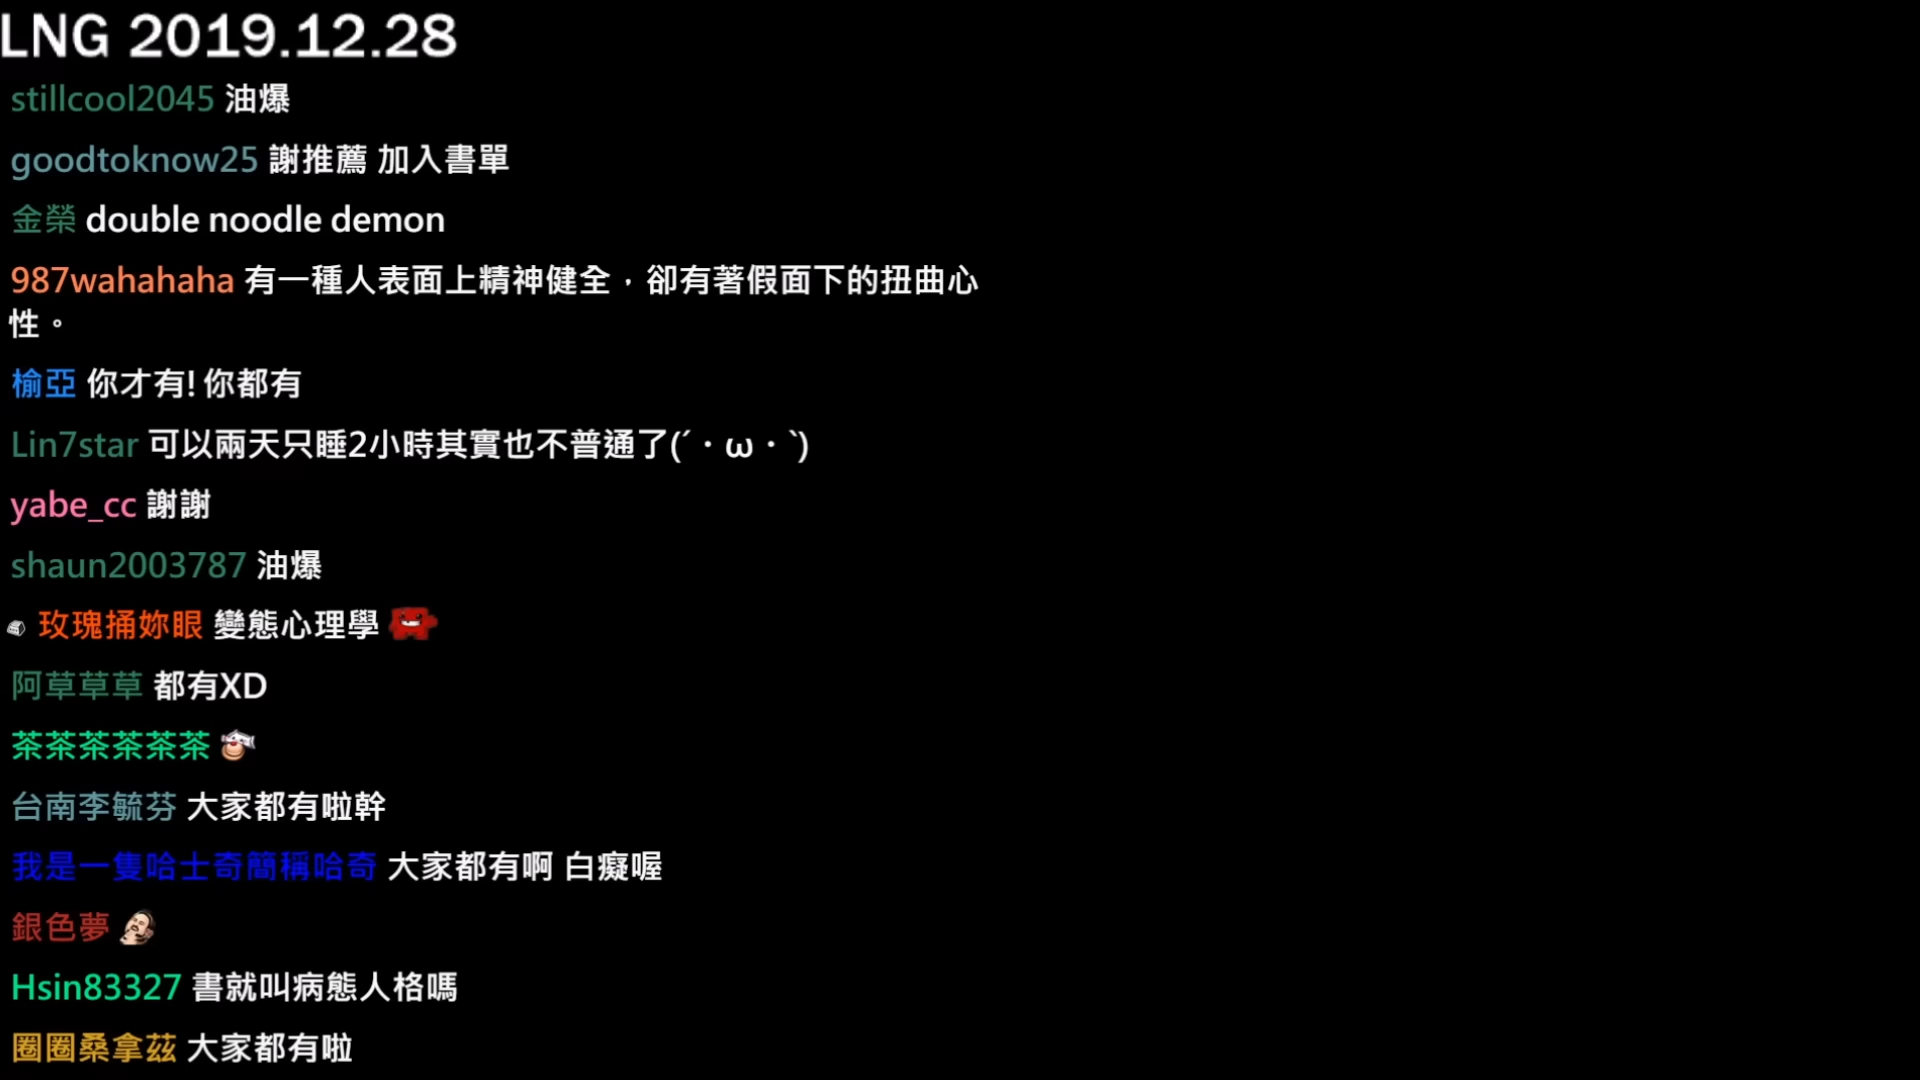 LNG 2019.12.28
stillcool2045 油爆
goodtoknow25 謝推薦 加入書單
金榮 double noodle demon
987wahahaha 有一種人表面上精神健全，卻有著假面下的扭曲心
性。
榆亞 你才有! 你都有
Lin7star 可以兩天只睡2小時其實也不普通了(´・ω・`)
yabe_cc 謝謝
shaun2003787 油爆
玫瑰捅妳眼 變態心理學
阿草草草 都有XD
茶茶茶茶茶茶
台南李毓芬 大家都有啦幹
我是一隻哈士奇簡稱哈奇 大家都有啊 白癡喔
銀色夢
Hsin83327 書就叫病態人格嗎
圈圈桑拿茲 大家都有啦